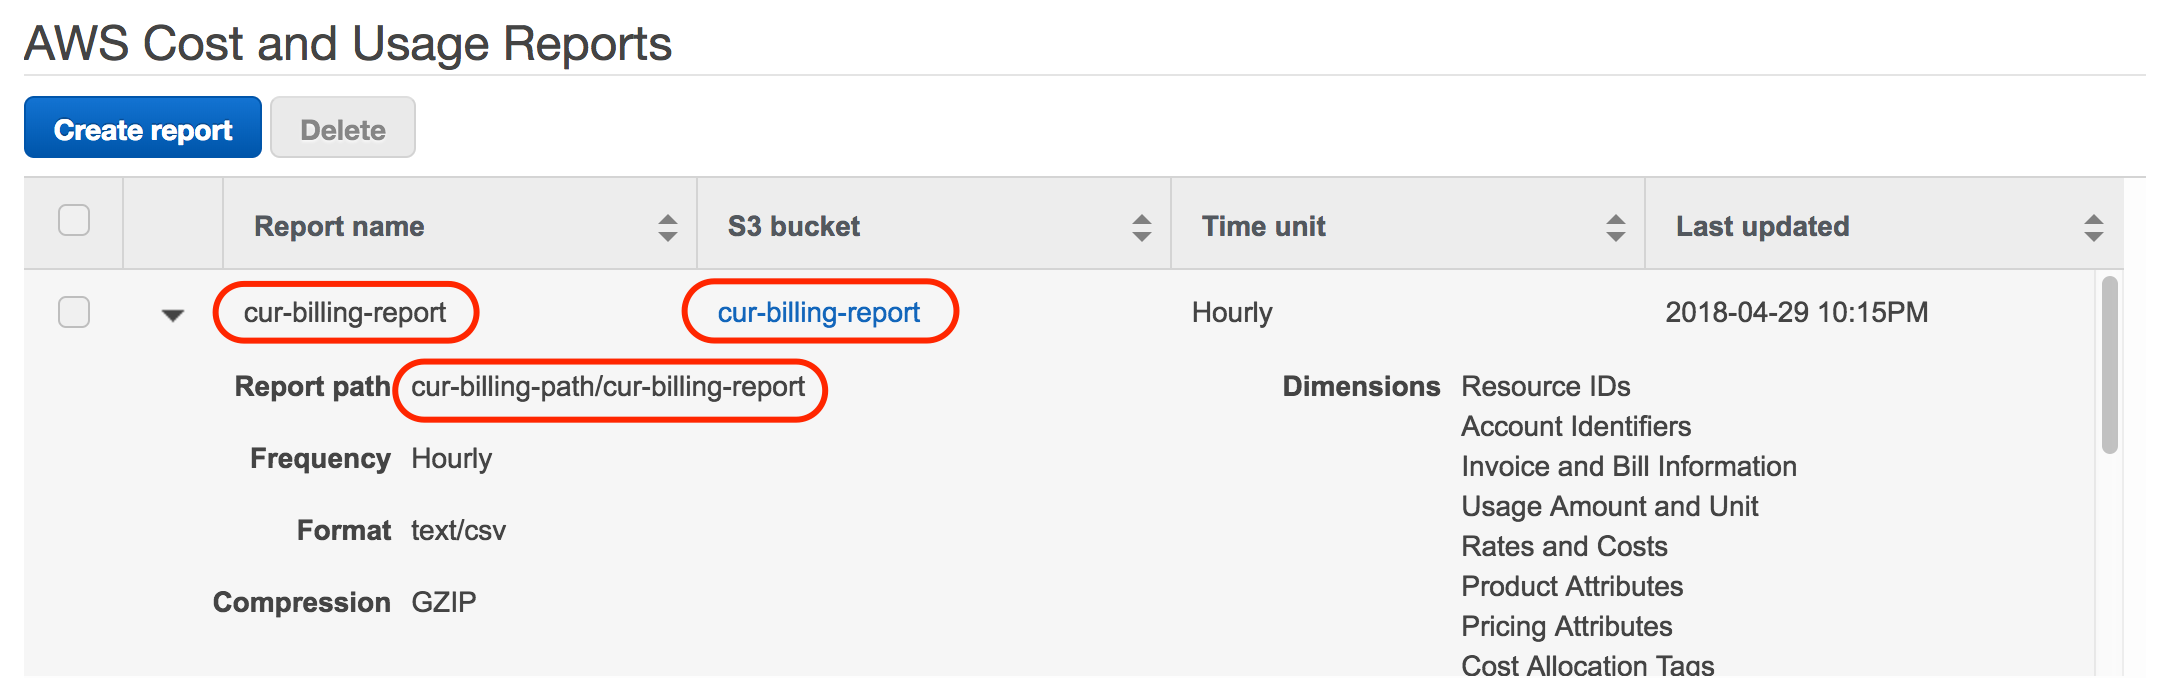 AWS Cost and Usage Reports
Create report Delete
Report name S3 bucket Time unit Last updated
cur-billing-report cur-billing-report Hourly 2018-04-29 10:15PM
Report path cur-billing-path/cur-billing-report Dimensions Resource IDs
Account Identifiers
Frequency Hourly Invoice and Bill Information
Usage Amount and Unit
Format text/csv Rates and Costs
Product Attributes
Compression GZIP Pricing Attributes
Cost Allocation Tags